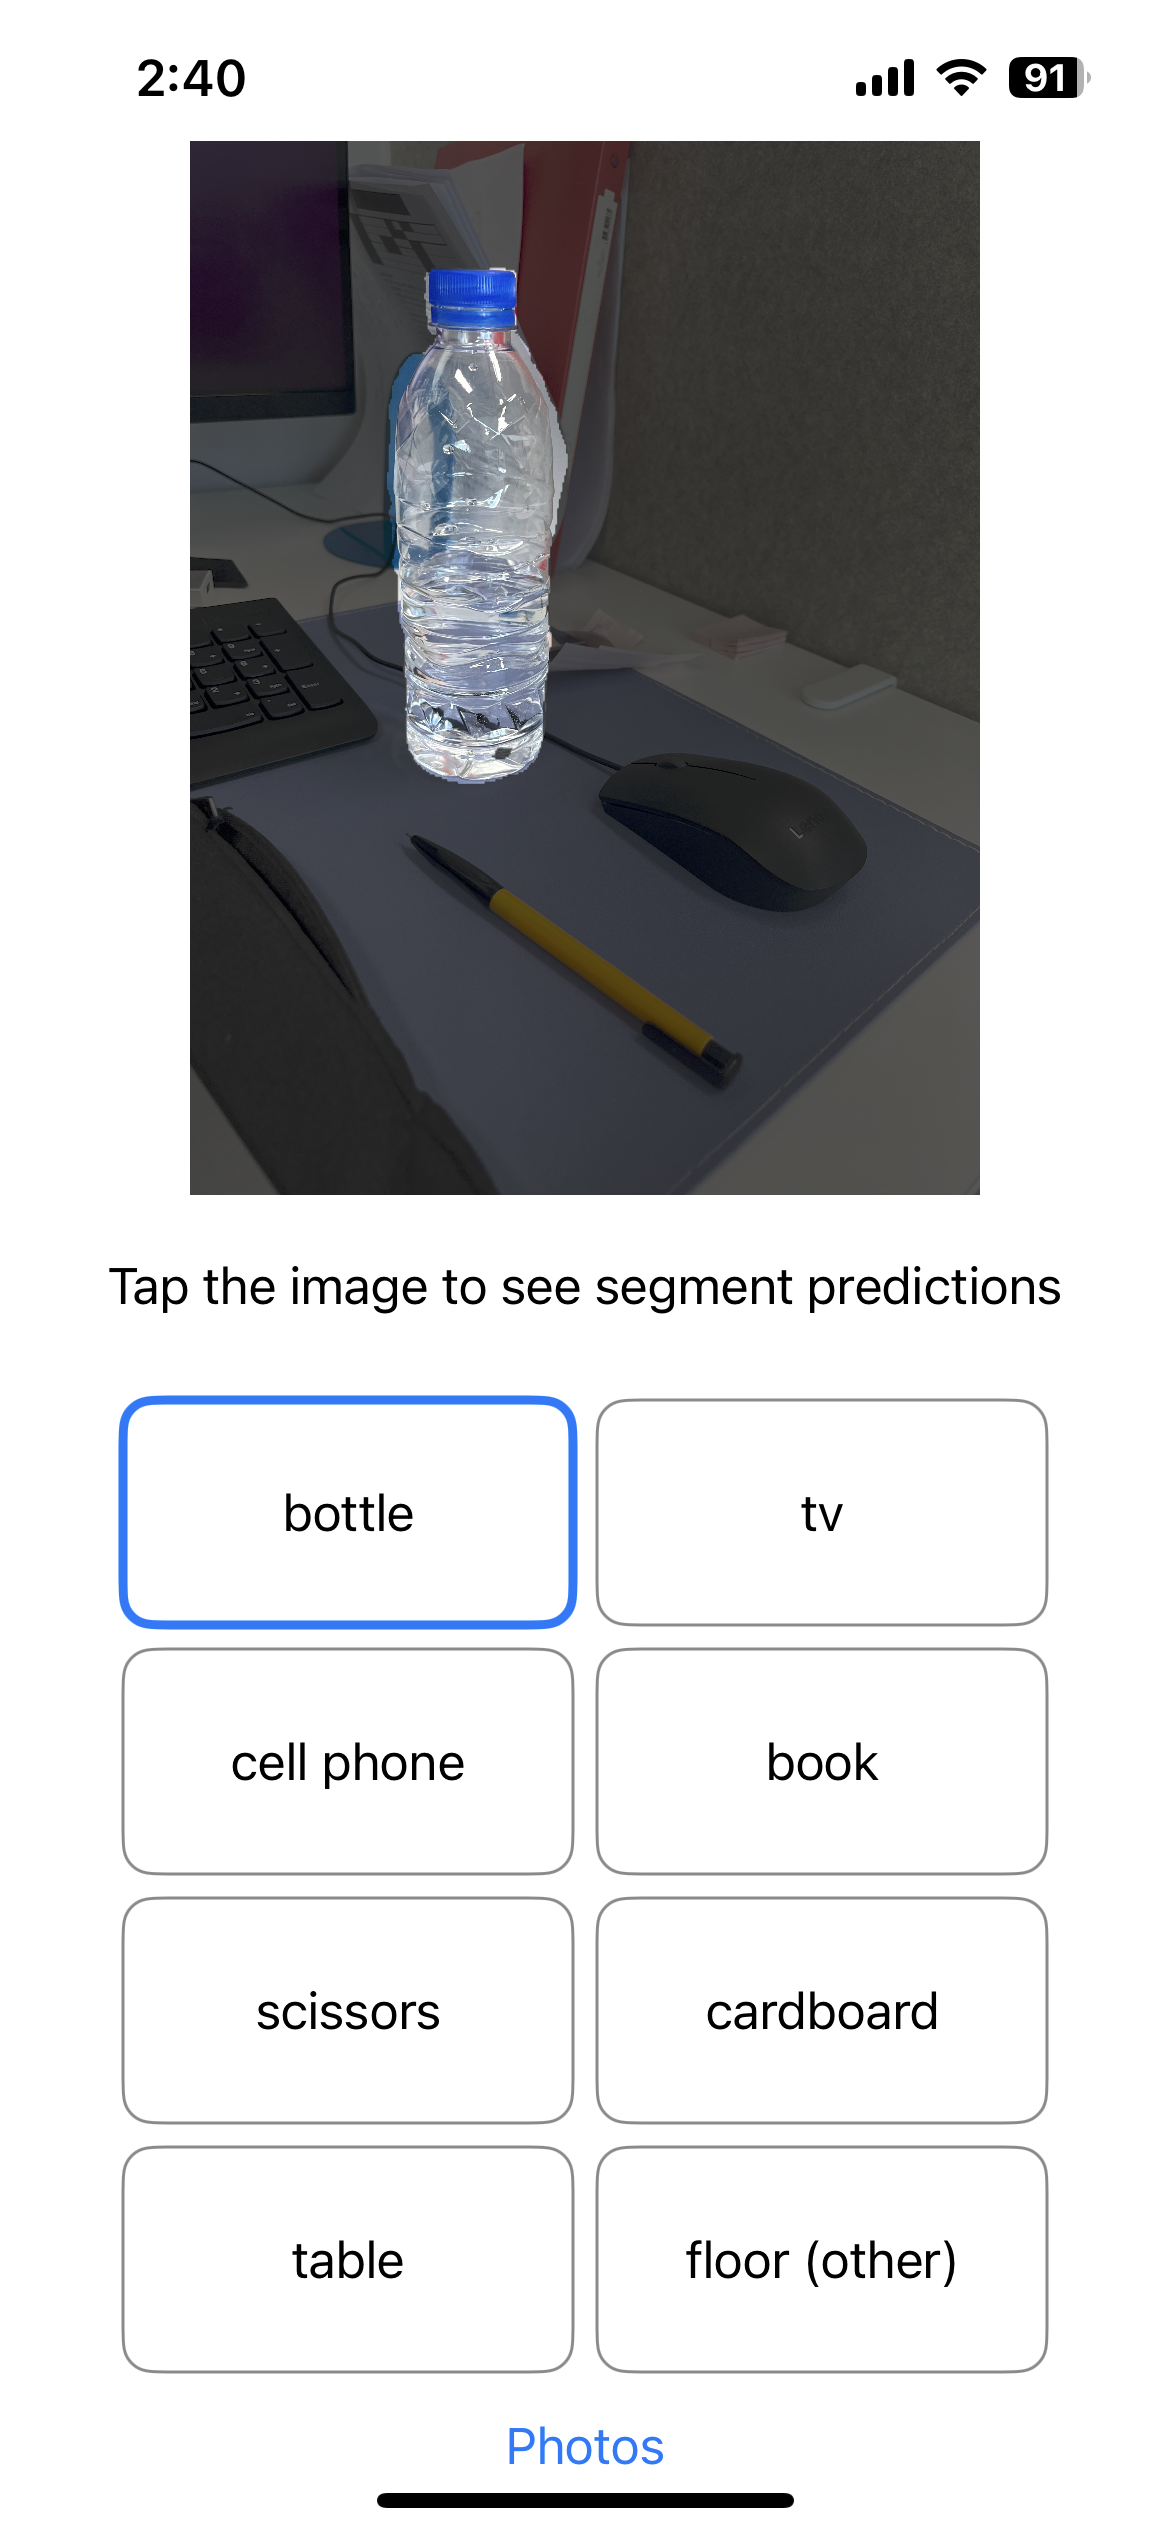 2:40
91
Tap the image to see segment predictions
bottle
tv
cell phone
book
scissors
cardboard
table
floor (other)
Photos